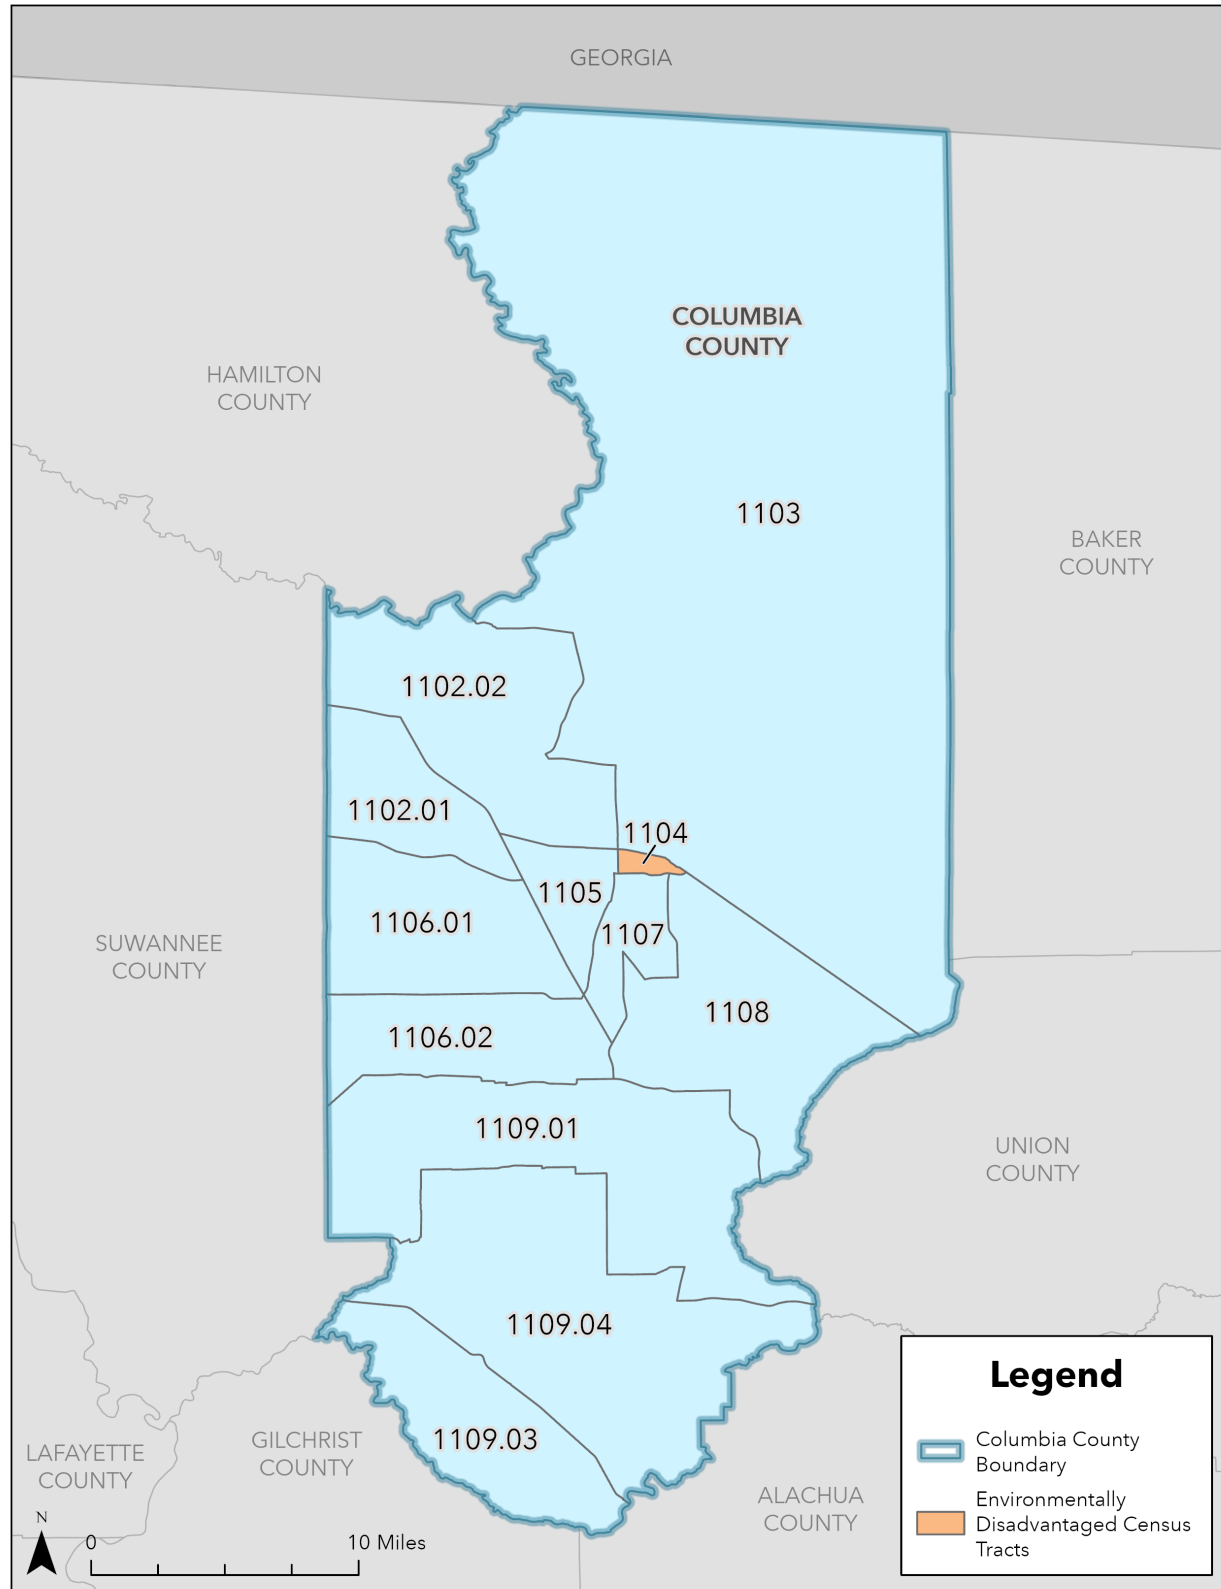 GEORGIA
COLUMBIA
COUNTY
HAMILTON
COUNTY
1103
BAKER
COUNTY
1102.02
1102.01
1104
1105
1106.01
1107
SUWANNEE
COUNTY
1108
1106.02
1109.01
UNION
COUNTY
1109.04
1109.03
LAFAYETTE
COUNTY
GILCHRIST
COUNTY
ALACHUA
COUNTY
N
0
10 Miles
Legend
Columbia County
Boundary
Environmentally
Disadvantaged Census
Tracts